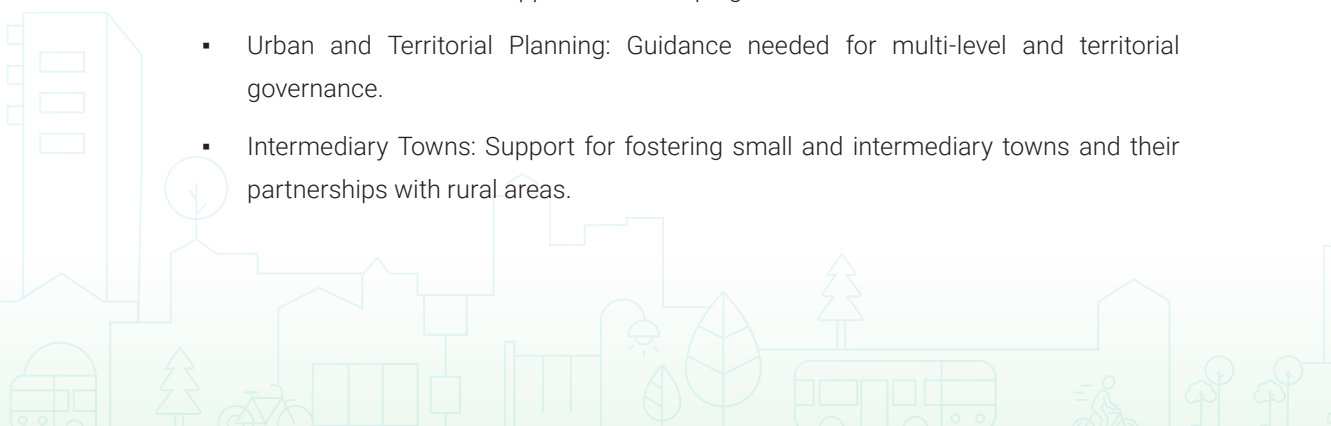 ▪ Urban and Territorial Planning: Guidance needed for multi-level and territorial
governance.
▪ Intermediary Towns: Support for fostering small and intermediary towns and their
partnerships with rural areas.